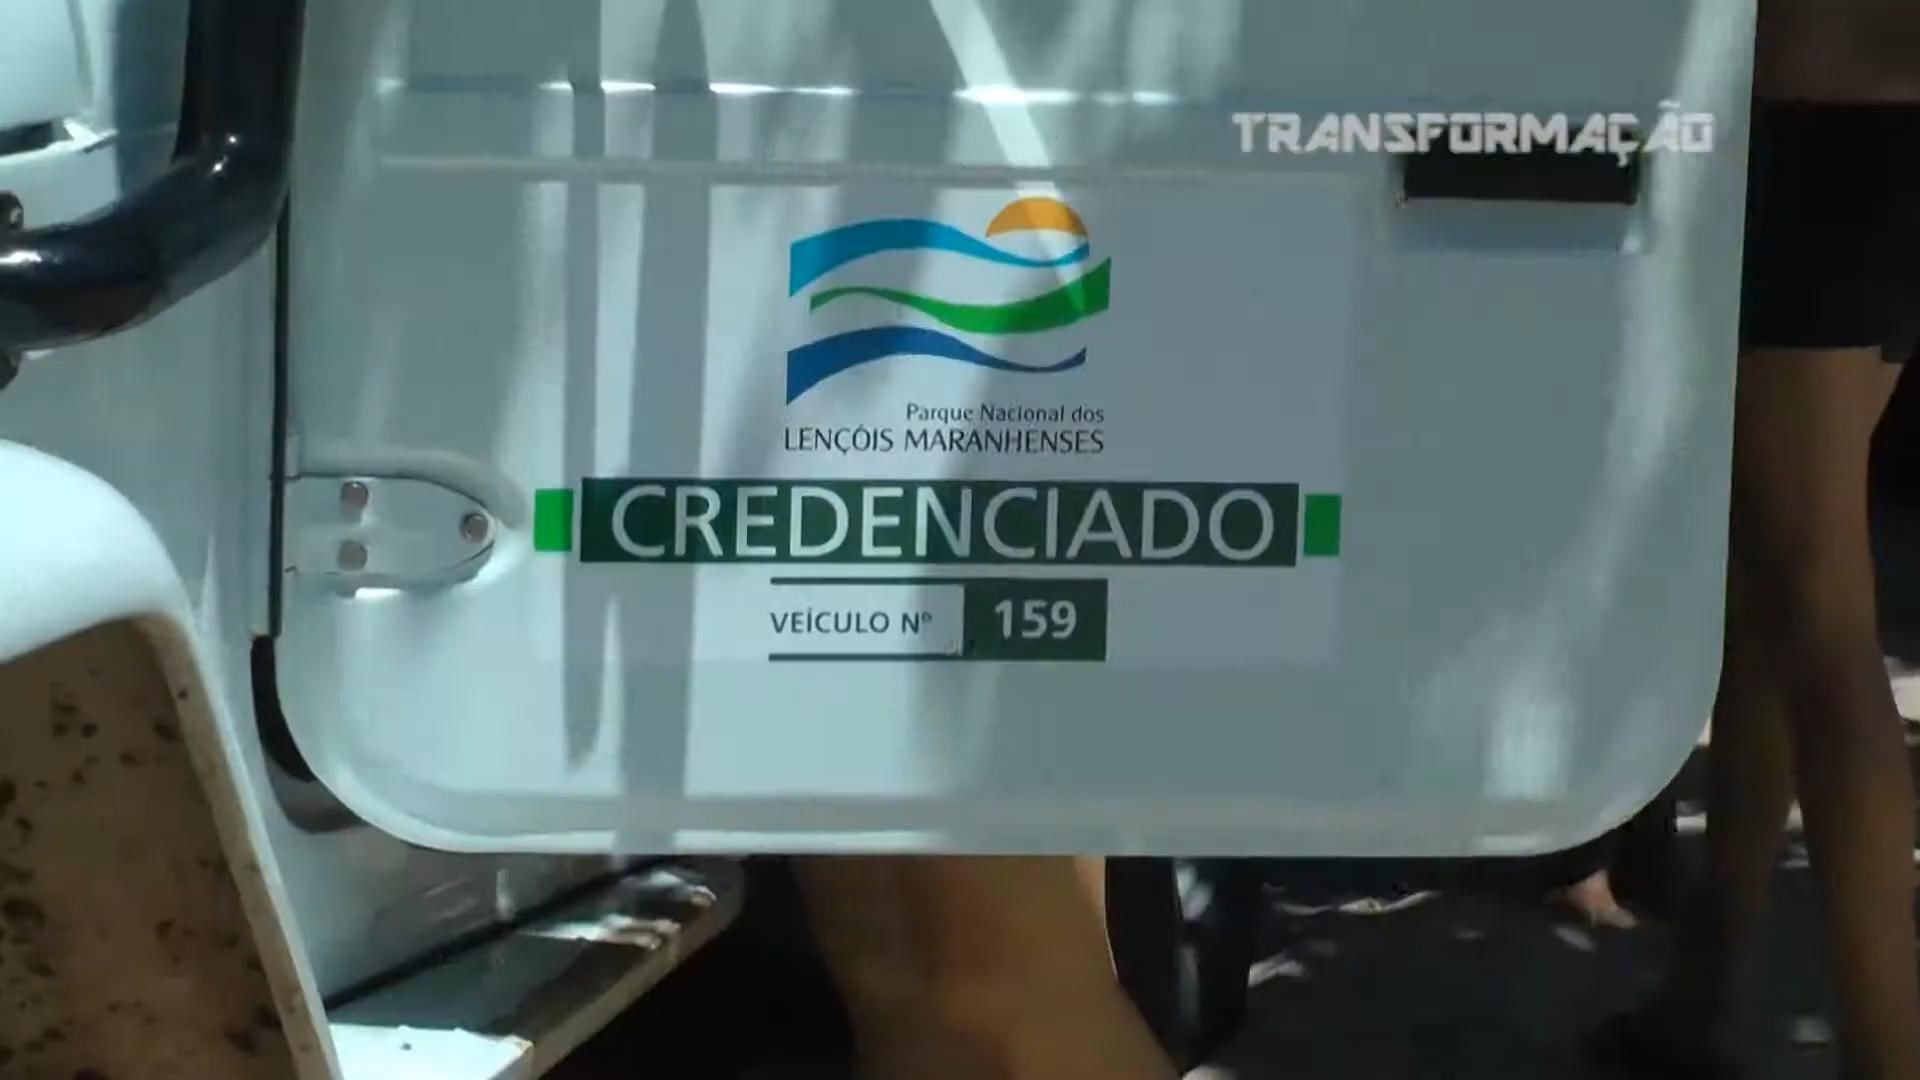 TRANSFORMAÇÃO
Parque Nacional dos
LENÇÓIS MARANHENSES
CREDENCIADO
VEÍCULO Nº 159